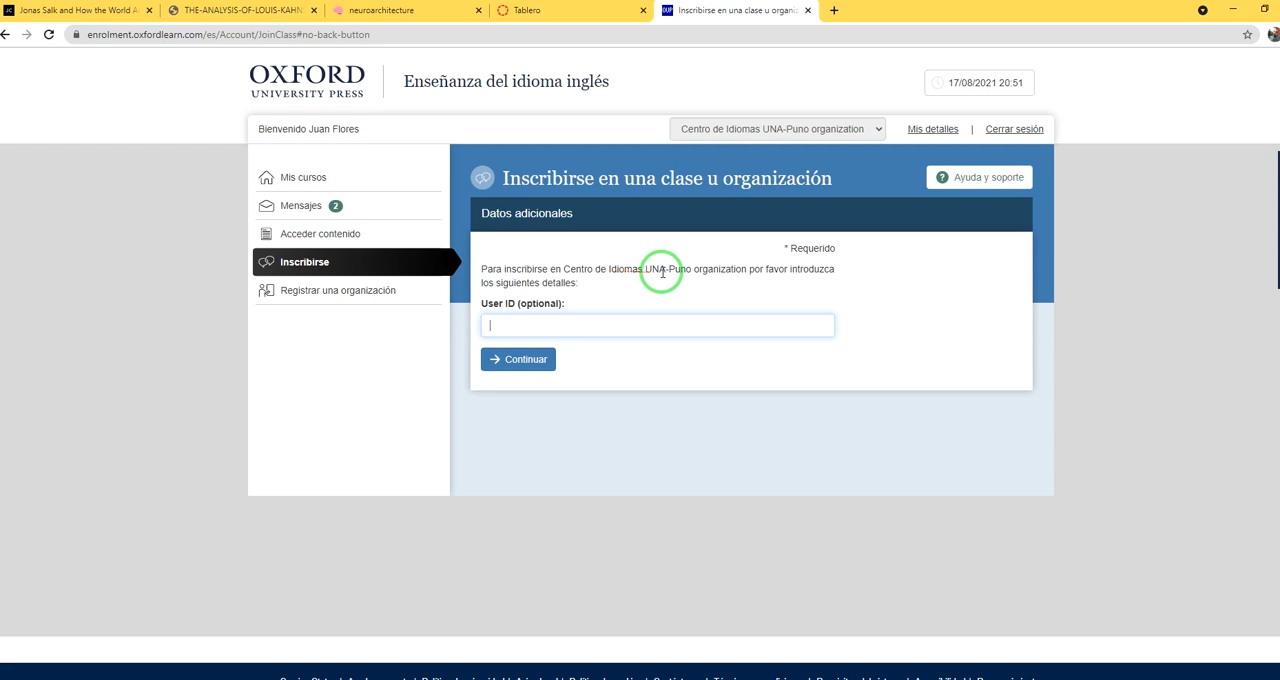 JC Jonas Salk and How the World A
THE-ANALYSIS-OF-LOUIS-KAHN
neuroarchitecture
Tablero
OUP Inscribirse en una clase u organiz
enrolment.oxfordlearn.com/es/Account/JoinClass#no-back-button
OXFORD
UNIVERSITY PRESS
Enseñanza del idioma inglés
17/08/2021 20:51
Bienvenido Juan Flores
Centro de Idiomas UNA-Puno organization
Mis detalles | Cerrar sesión
Mis cursos
Mensajes 2
Acceder contenido
Inscribirse
Registrar una organización
Inscribirse en una clase u organización
? Ayuda y soporte
Datos adicionales
* Requerido
Para inscribirse en Centro de Idiomas UNA-Puno organization por favor introduzca
los siguientes detalles:
User ID (optional):
Continuar